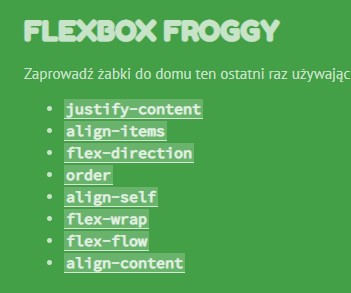 FLEXBOX FROGGY
Zaprowadź żabki do domu ten ostatni raz używając
justify-content
align-items
flex-direction
order
align-self
flex-wrap
flex-flow
align-content